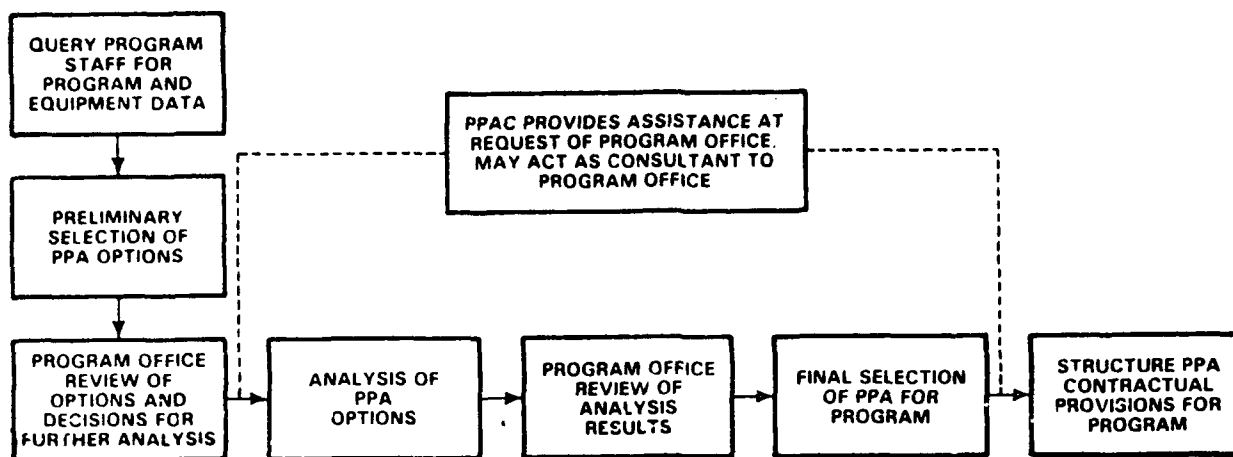 QUERY PROGRAM
STAFF FOR
PROGRAM AND
EQUIPMENT DATA
PPAC PROVIDES ASSISTANCE AT
REQUEST OF PROGRAM OFFICE.
MAY ACT AS CONSULTANT TO
PROGRAM OFFICE
PRELIMINARY
SELECTION OF
PPA OPTIONS
PROGRAM OFFICE
REVIEW OF
OPTIONS AND
DECISIONS FOR
FURTHER ANALYSIS
ANALYSIS OF
PPA
OPTIONS
PROGRAM OFFICE
REVIEW OF
ANALYSIS
RESULTS
FINAL SELECTION
OF PPA FOR
PROGRAM
STRUCTURE PPA
CONTRACTUAL
PROVISIONS FOR
PROGRAM